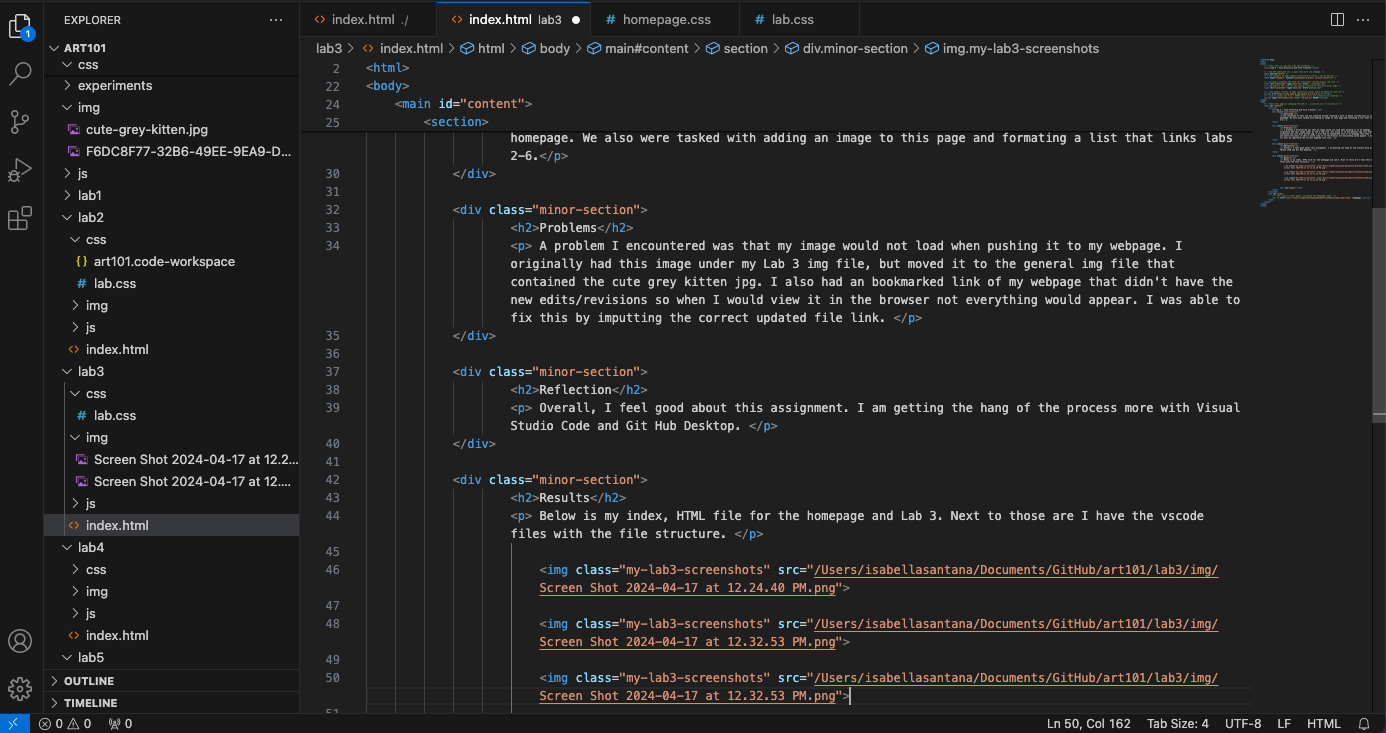 1
EXPLORER
ART101
css
experiments
img
cute-grey-kitten.jpg
F6DC8F77-32B6-49EE-9EA9-D...
js
lab1
lab2
css
{} art101.code-workspace
# lab.css
img
js
<> index.html
lab3
css
# lab.css
img
Screen Shot 2024-04-17 at 12.2...
Screen Shot 2024-04-17 at 12....
js
<> index.html
lab4
css
img
js
<> index.html
lab5
OUTLINE
TIMELINE
<> index.html ./
<> index.html lab3
# homepage.css
# lab.css
lab3 > <> index.html > html > body > main#content > section > div.minor-section > img.my-lab3-screenshots
2 <html>
22 <body>
24 <main id="content">
25 <section>
homepage. We also were tasked with adding an image to this page and formating a list that links labs
2-6.</p>
30 </div>
31
32 <div class="minor-section">
33 <h2>Problems</h2>
34 <p> A problem I encountered was that my image would not load when pushing it to my webpage. I
originally had this image under my Lab 3 img file, but moved it to the general img file that
contained the cute grey kitten jpg. I also had an bookmarked link of my webpage that didn't have the
new edits/revisions so when I would view it in the browser not everything would appear. I was able to
fix this by imputting the correct updated file link. </p>
35 </div>
36
37 <div class="minor-section">
38 <h2>Reflection</h2>
39 <p> Overall, I feel good about this assignment. I am getting the hang of the process more with Visual
Studio Code and Git Hub Desktop. </p>
40 </div>
41
42 <div class="minor-section">
43 <h2>Results</h2>
44 <p> Below is my index, HTML file for the homepage and Lab 3. Next to those are I have the vscode
files with the file structure. </p>
45
46 <img class="my-lab3-screenshots" src="/Users/isabellasantana/Documents/GitHub/art101/lab3/img/
Screen Shot 2024-04-17 at 12.24.40 PM.png">
47
48 <img class="my-lab3-screenshots" src="/Users/isabellasantana/Documents/GitHub/art101/lab3/img/
Screen Shot 2024-04-17 at 12.32.53 PM.png">
49
50 <img class="my-lab3-screenshots" src="/Users/isabellasantana/Documents/GitHub/art101/lab3/img/
Screen Shot 2024-04-17 at 12.32.53 PM.png">
51
0 0 0
Ln 50, Col 162 Tab Size: 4 UTF-8 LF HTML